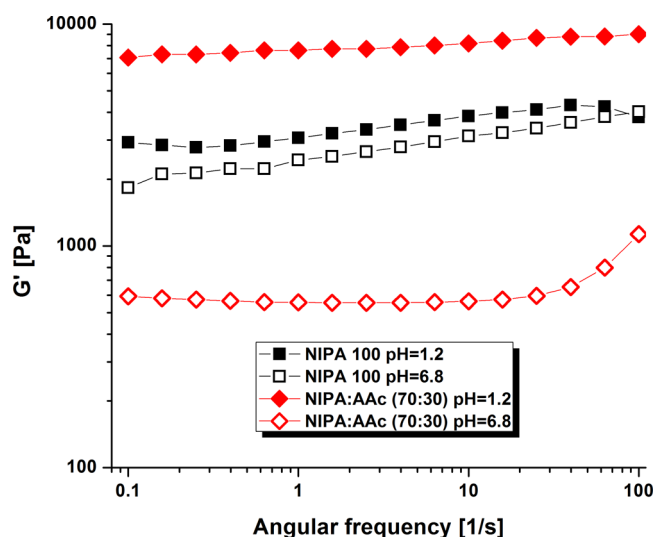 10000
1000
100
G' [Pa]
NIPA 100 pH=1.2
NIPA 100 pH=6.8
NIPA:AAc (70:30) pH=1.2
NIPA:AAc (70:30) pH=6.8
0.1 1 10 100
Angular frequency [1/s]